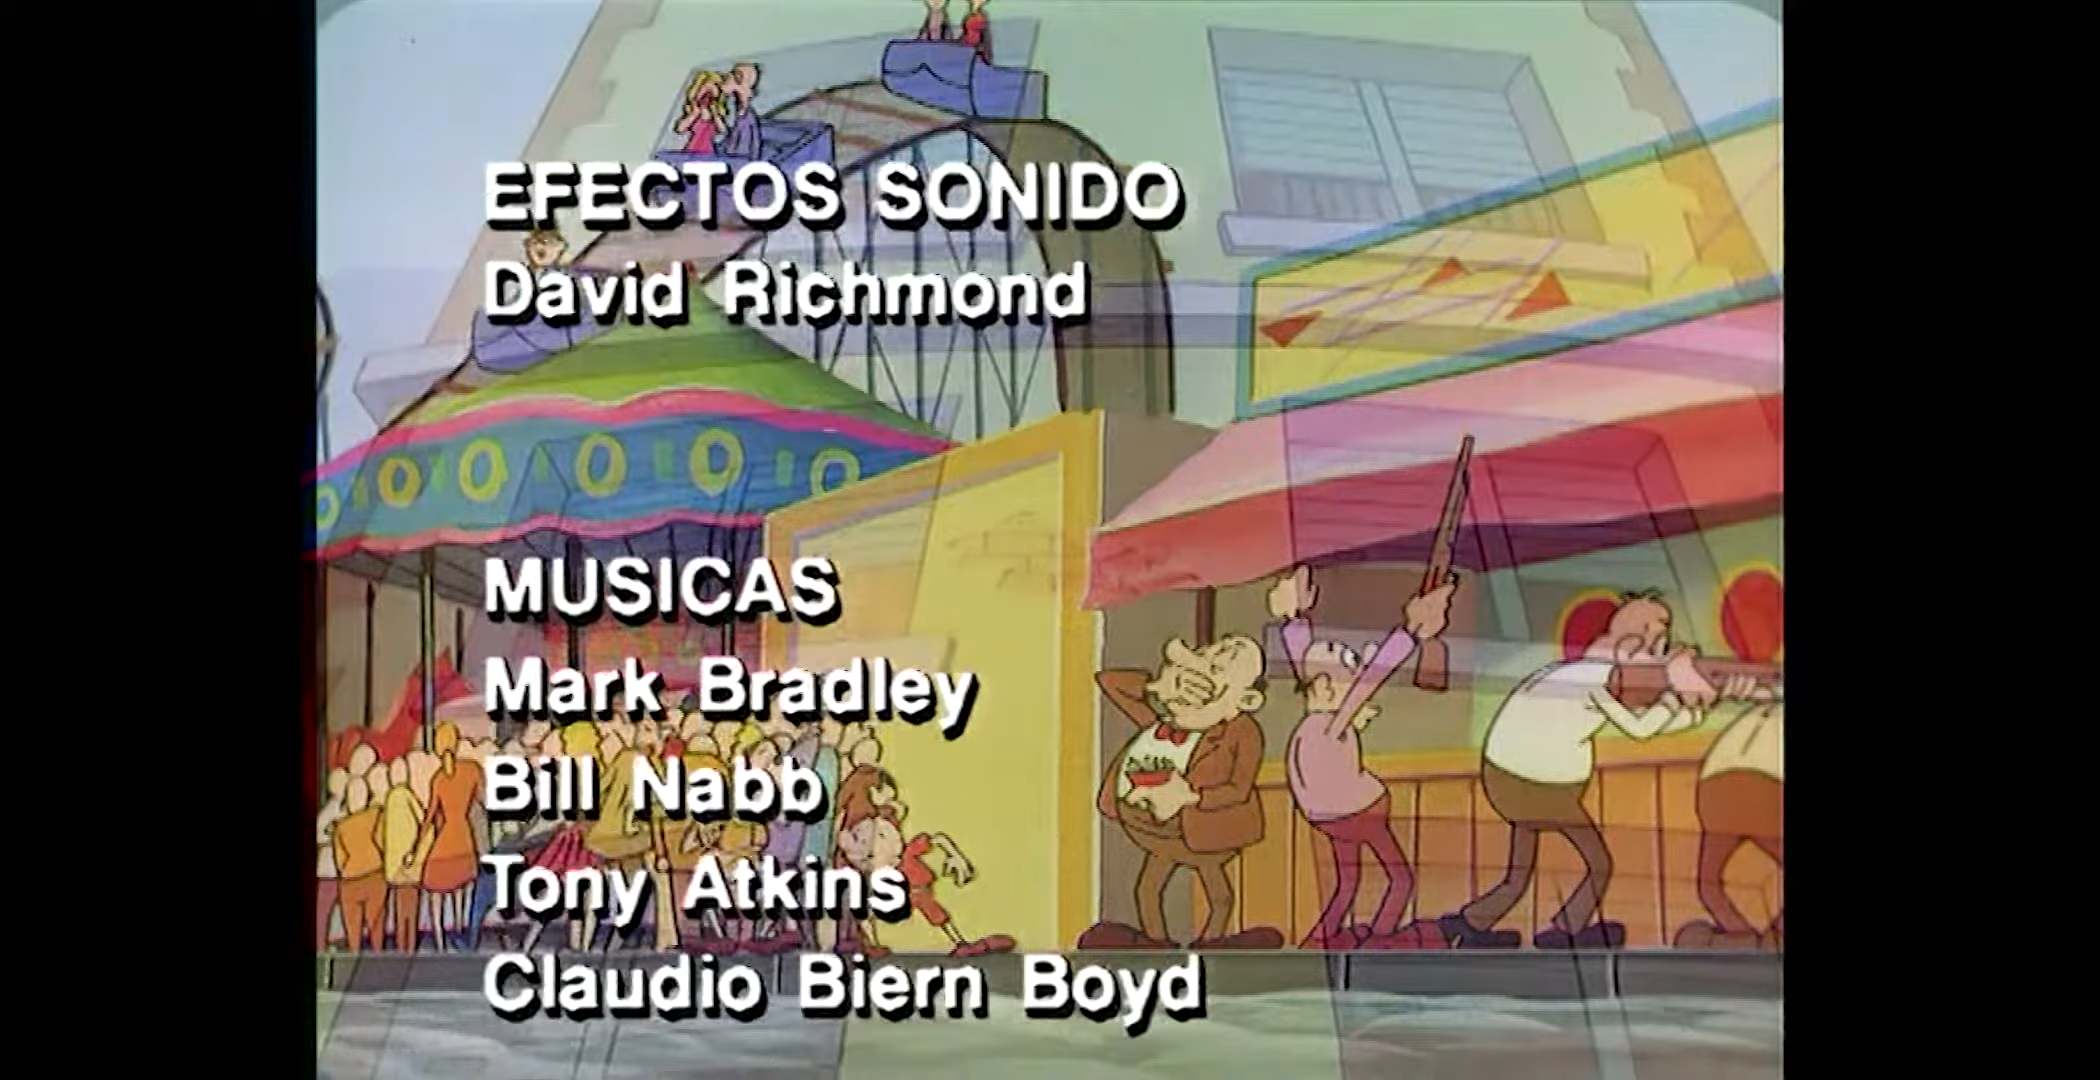 EFECTOS SONIDO
David Richmond
MUSICAS
Mark Bradley
Bill Nabb
Tony Atkins
Claudio Biern Boyd